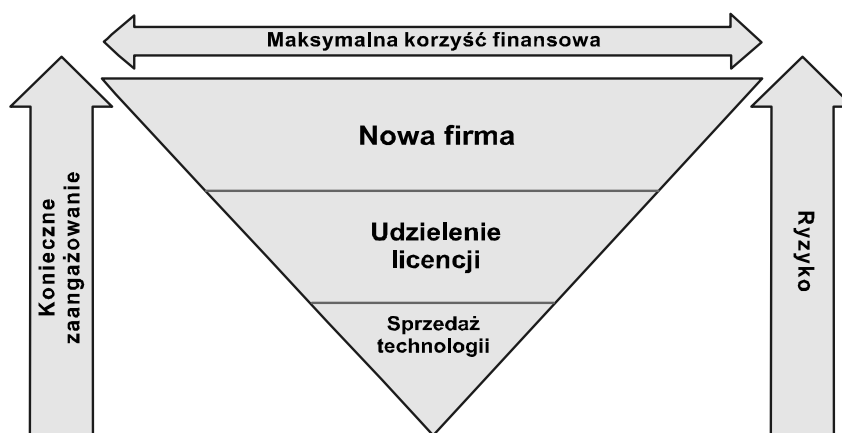 Maksymalna korzyść finansowa
Nowa firma
Udzielenie
licencji
Sprzedaż
technologii
Konieczne
zaangażowanie
Ryzyko